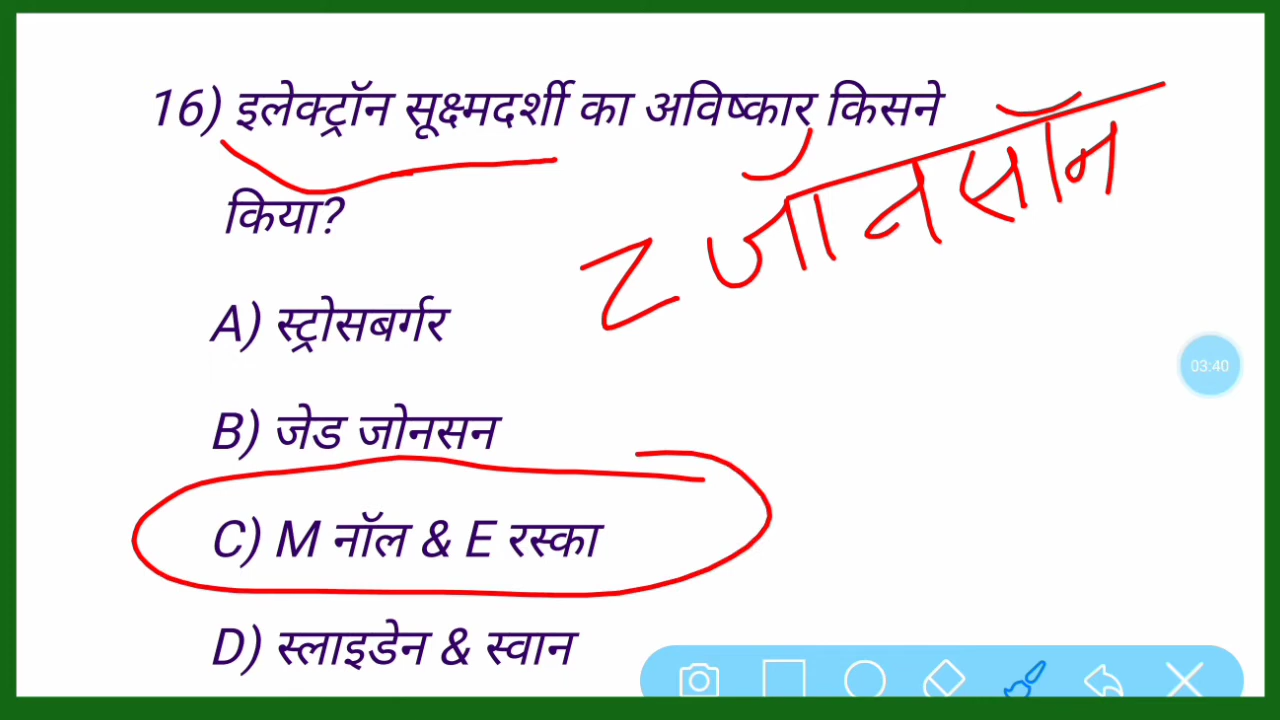 16) इलेक्ट्रॉन सूक्ष्मदर्शी का अविष्कार किसने
किया?
Z जॉनसॉन
A) स्ट्रोसबर्गर
03:40
B) जेड जोनसन
C) M नॉल & E रस्का
D) स्लाइडेन & स्वान